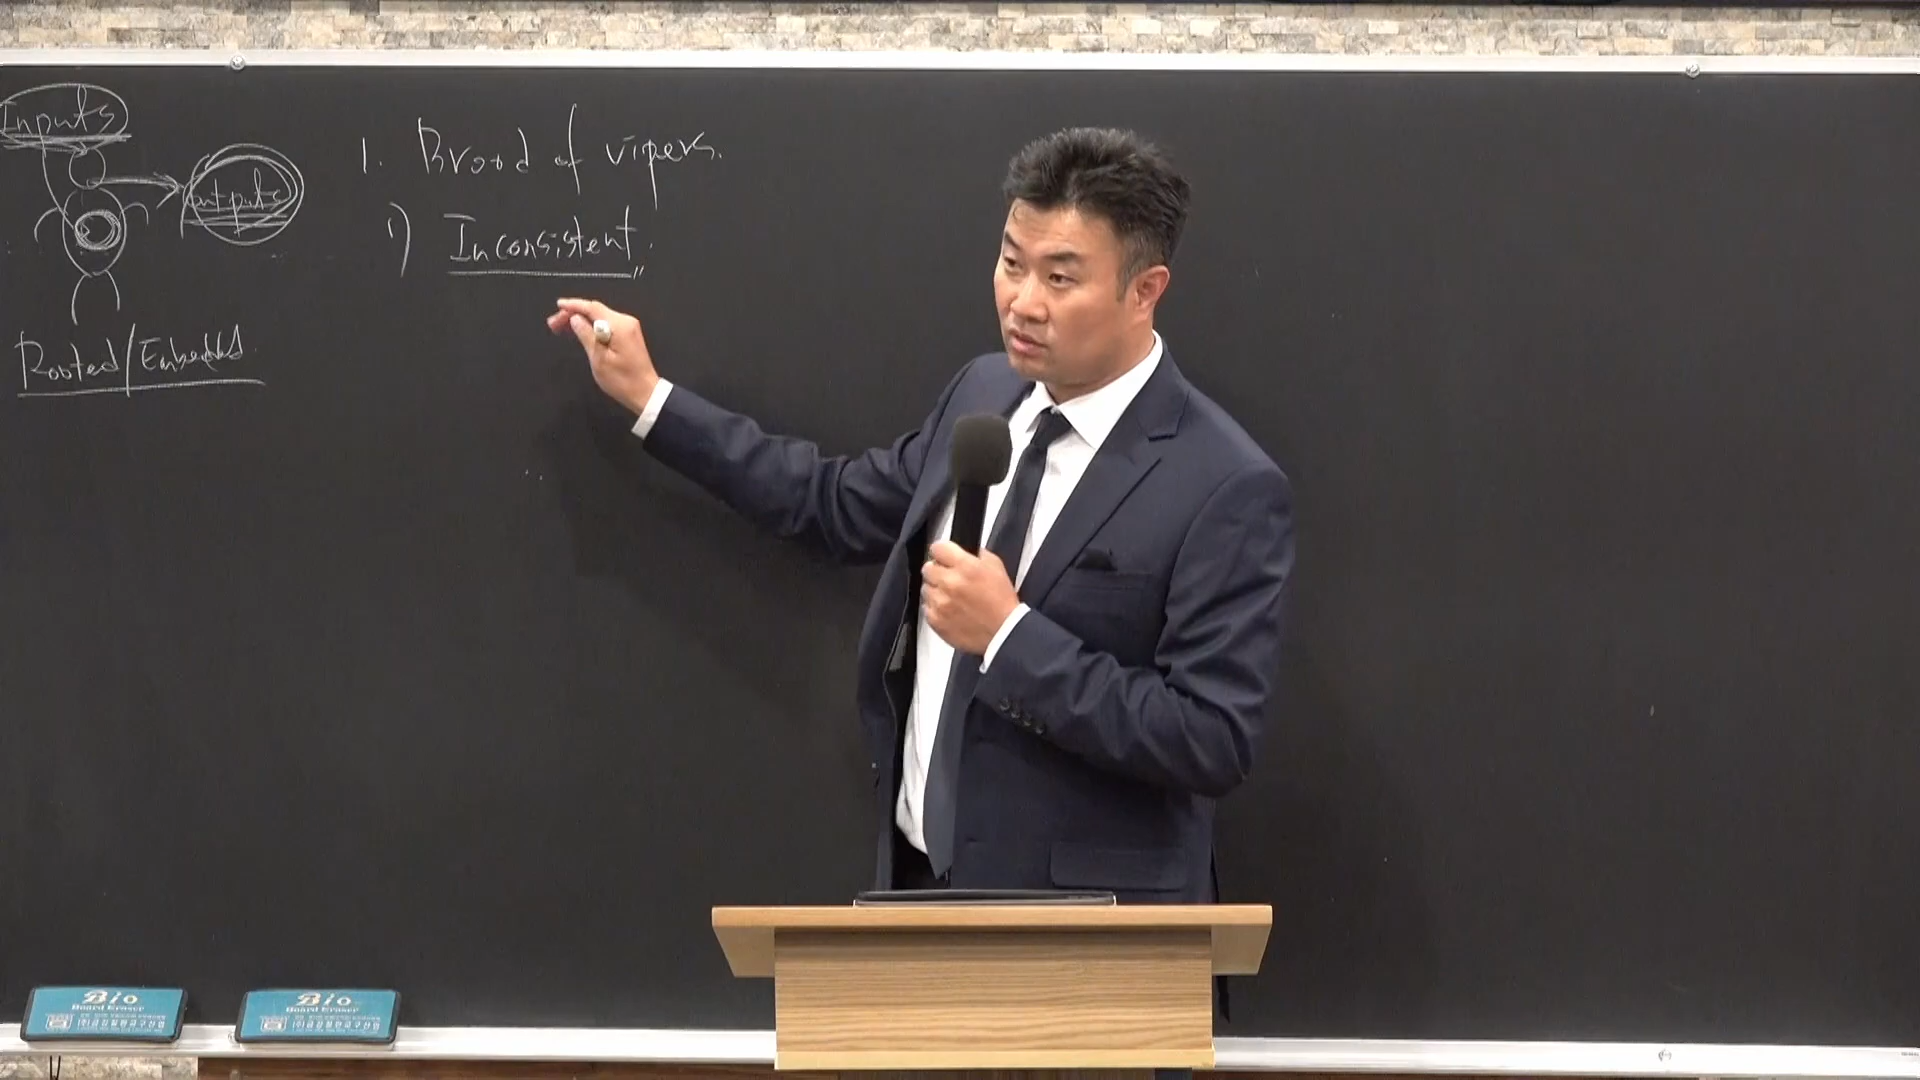 Inputs
outputs
Rooted/Embedded
1. Brood of vipers.
1) Inconsistent.
Bio
Board Eraser
Bio
Board Eraser